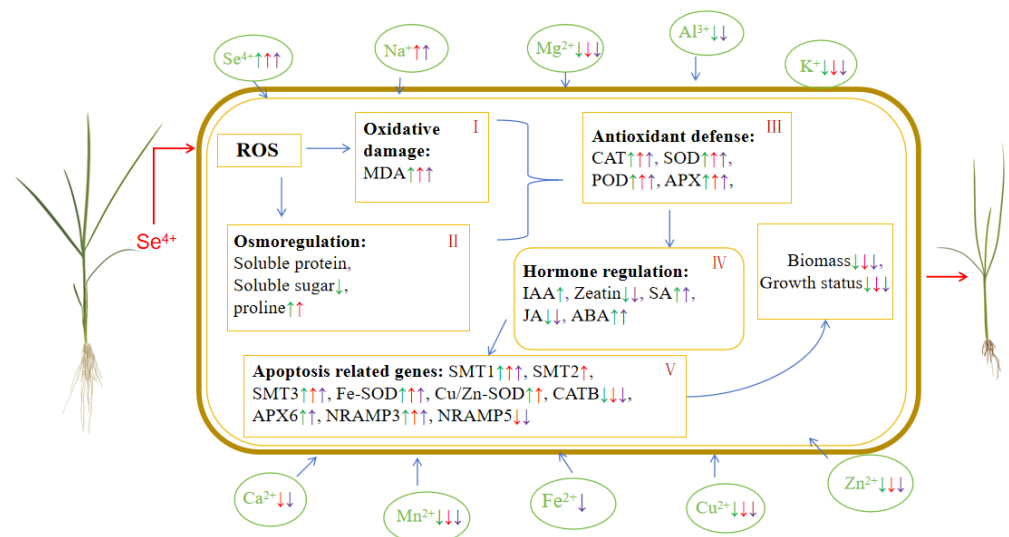 Se⁴⁺↑↑↑
Na⁺↑↑
Mg²⁺↓↓↓
Al³⁺↓↓
K⁺↓↓↓
Se⁴⁺
ROS
I
Oxidative
damage:
MDA↑↑↑
II
Osmoregulation:
Soluble protein,
Soluble sugar↓,
proline↑↑
III
Antioxidant defense:
CAT↑↑↑, SOD↑↑↑,
POD↑↑↑, APX↑↑↑,
IV
Hormone regulation:
IAA↑, Zeatin↓↓, SA↑↑,
JA↓↓, ABA↑↑
V
Apoptosis related genes: SMT1↑↑↑, SMT2↑,
SMT3↑↑↑, Fe-SOD↑↑↑, Cu/Zn-SOD↑↑, CATB↓↓↓,
APX6↑↑, NRAMP3↑↑↑, NRAMP5↓↓
Biomass↓↓↓,
Growth status↓↓↓
Ca²⁺↓↓
Mn²⁺↓↓↓
Fe²⁺↓
Cu²⁺↓↓↓
Zn²⁺↓↓↓